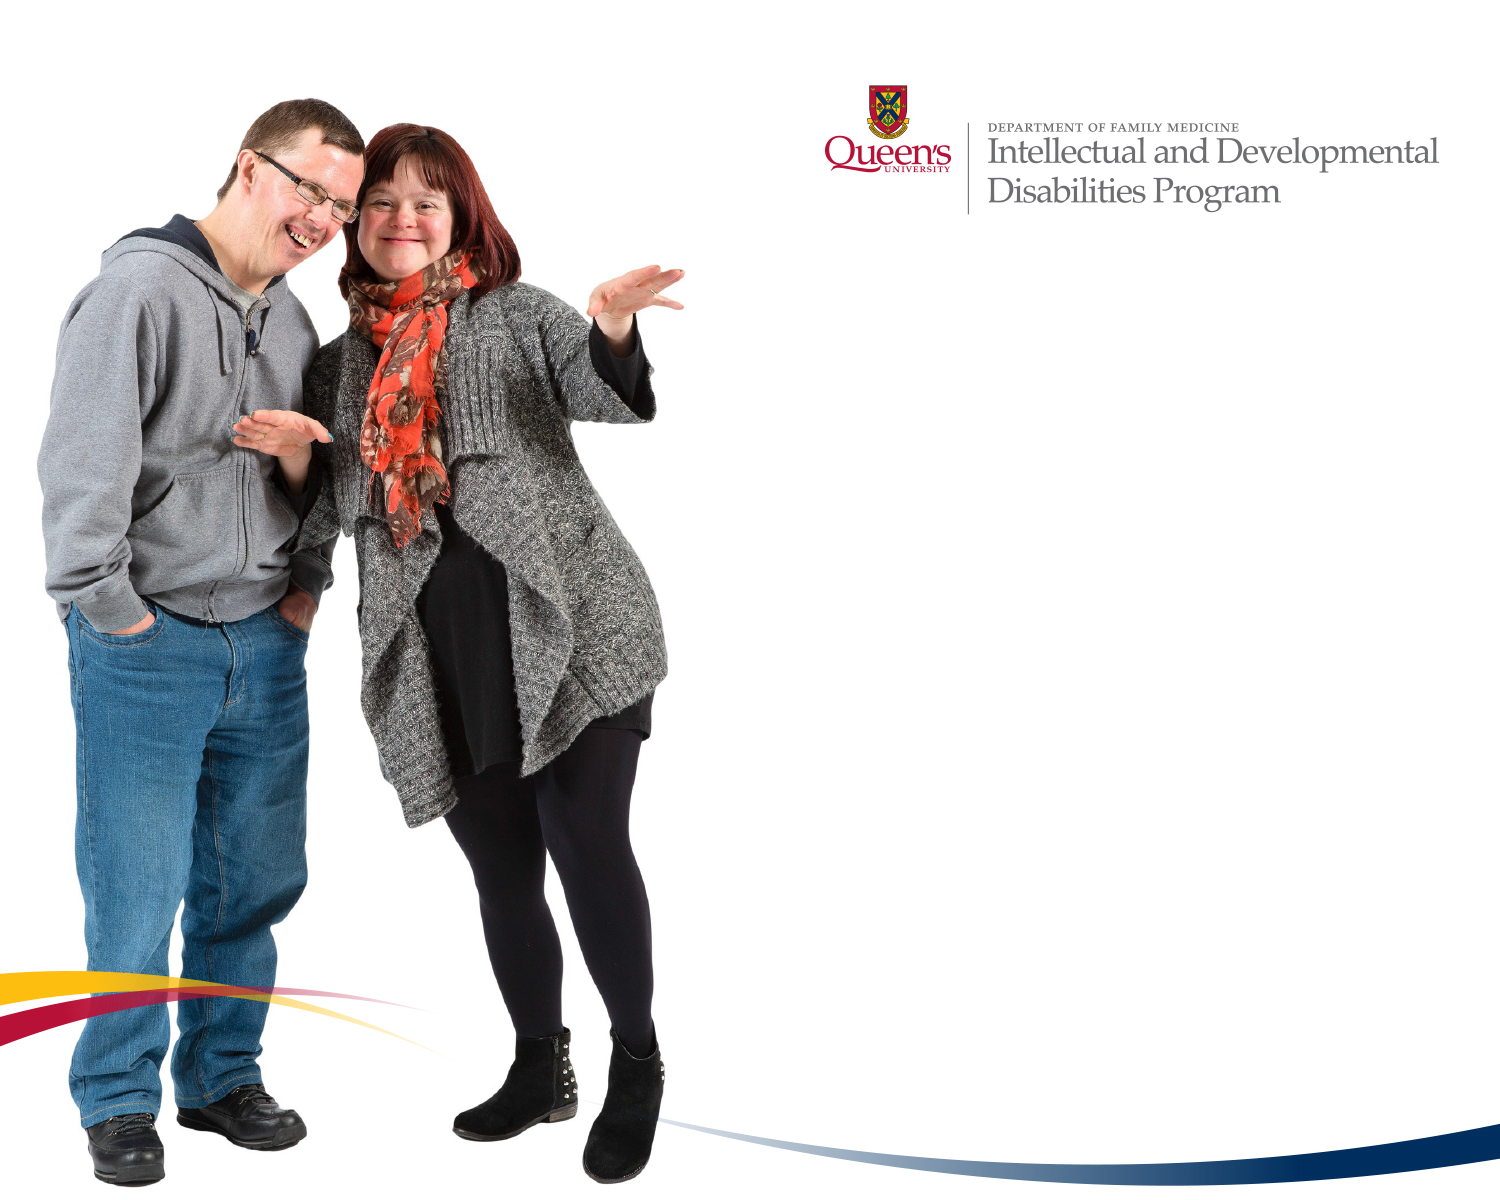 Queen's
UNIVERSITY
DEPARTMENT OF FAMILY MEDICINE
Intellectual and Developmental
Disabilities Program